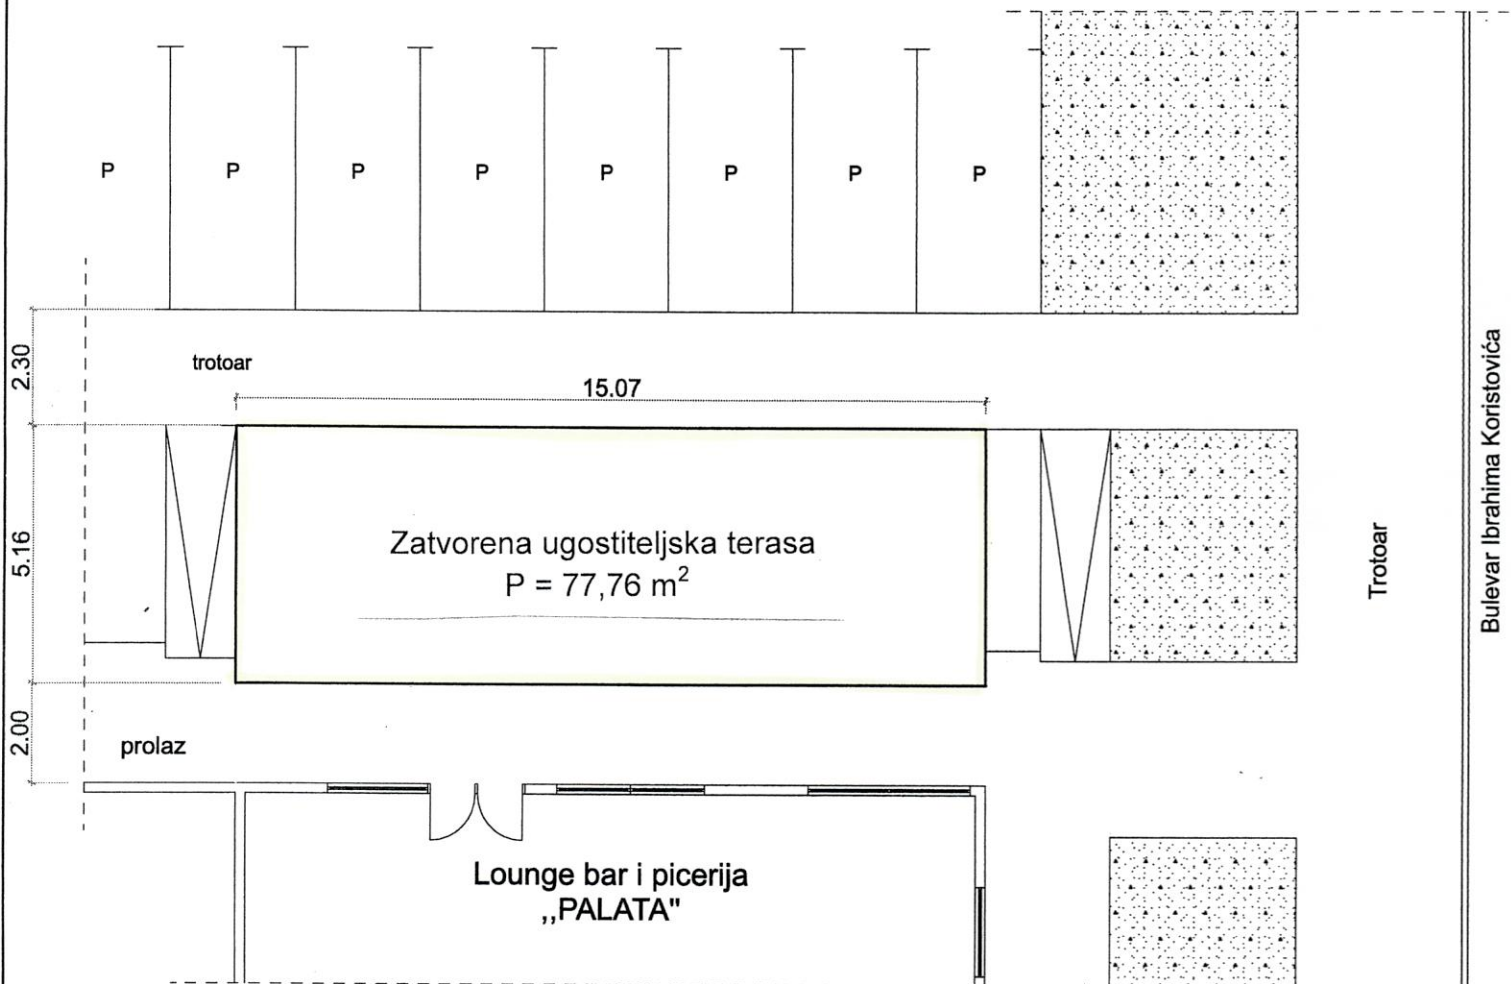 P P P P P P P P
2.30
trotoar
15.07
5.16
Zatvorena ugostiteljska terasa
P = 77,76 m²
Trotoar
Bulevar Ibrahima Koristovića
2.00
prolaz
Lounge bar i picerija
,,PALATA"